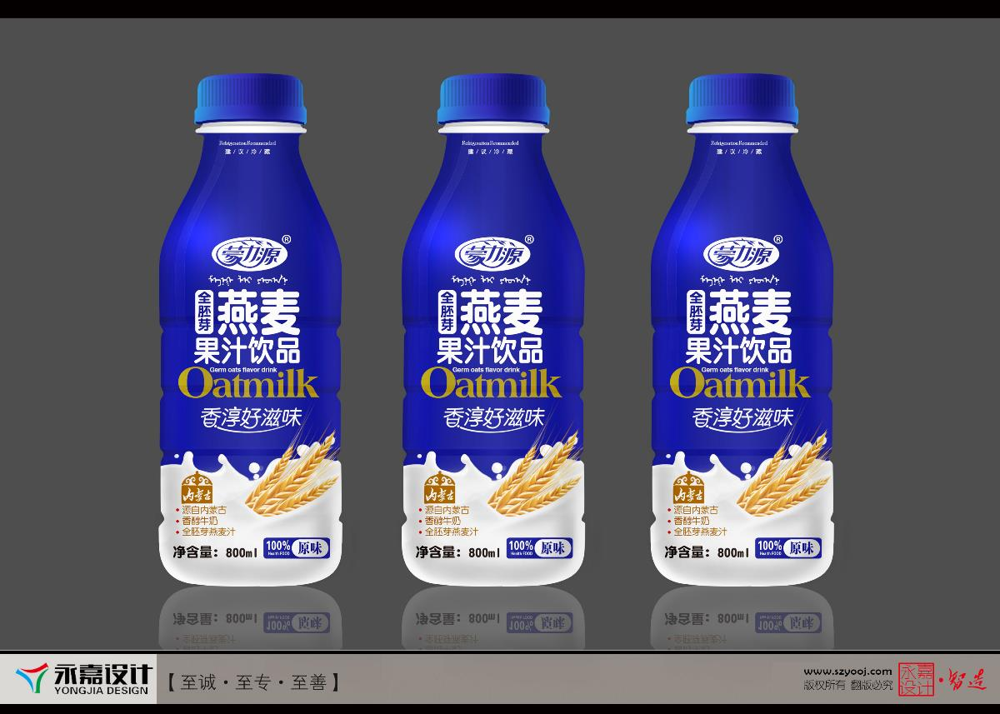 Refrigeration Recommended
建/议/冷/藏
蒙力源®
全胚芽
燕麦
果汁饮品
Germ oats flavor drink
Oatmilk
香淳好滋味
内蒙古
• 源自内蒙古
• 香醇牛奶
• 全胚芽燕麦汁
净含量：800ml
100%
Health FOOD
原味
Refrigeration Recommended
建/议/冷/藏
蒙力源®
全胚芽
燕麦
果汁饮品
Germ oats flavor drink
Oatmilk
香淳好滋味
内蒙古
• 源自内蒙古
• 香醇牛奶
• 全胚芽燕麦汁
净含量：800ml
100%
Health FOOD
原味
Refrigeration Recommended
建/议/冷/藏
蒙力源®
全胚芽
燕麦
果汁饮品
Germ oats flavor drink
Oatmilk
香淳好滋味
内蒙古
• 源自内蒙古
• 香醇牛奶
• 全胚芽燕麦汁
净含量：800ml
100%
Health FOOD
原味
永嘉设计
YONGJIA DESIGN
【至诚·至专·至善】
www.szyooj.com
版权所有 翻版必究
永嘉设计
·智造